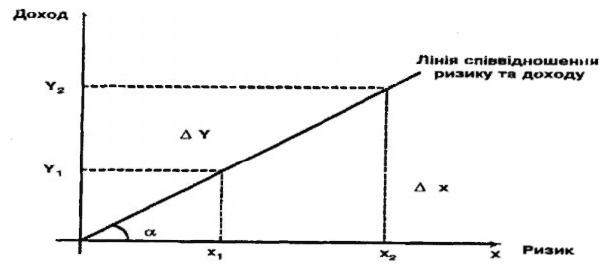 Доход
Лінія співвідношення
ризику та доходу
Y₂
Δ Y
Y₁
Δ x
α
x₁
x₂
x
Ризик